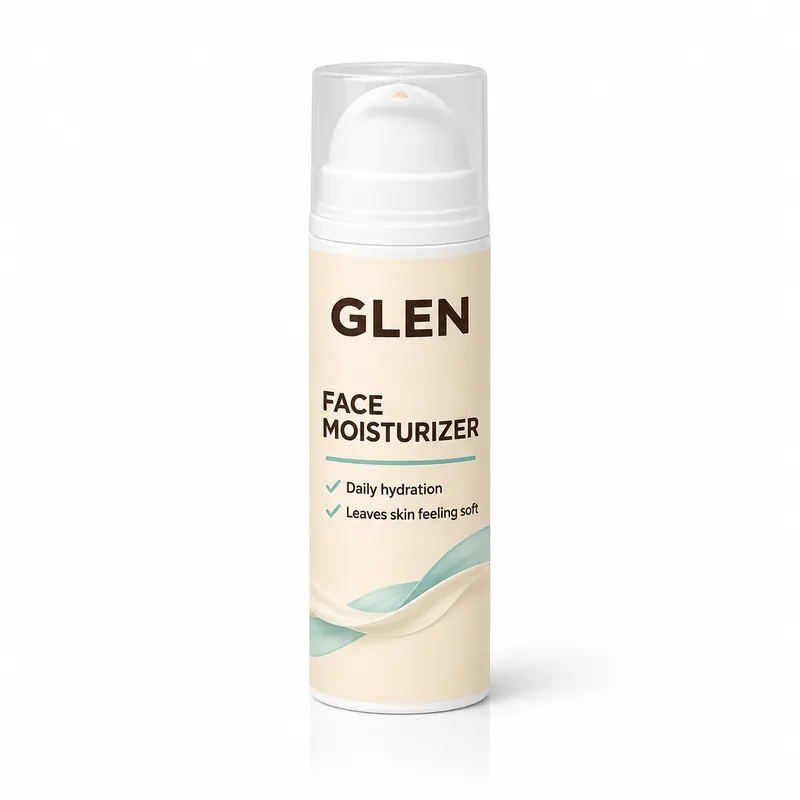 GLEN
FACE
MOISTURIZER
Daily hydration
Leaves skin feeling soft